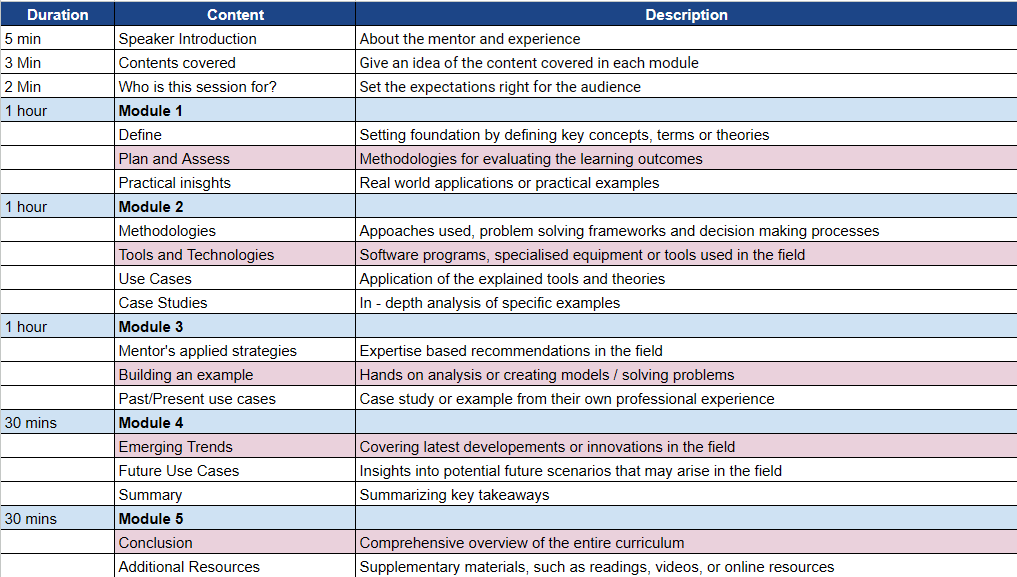 Duration Content Description
5 min Speaker Introduction About the mentor and experience
3 Min Contents covered Give an idea of the content covered in each module
2 Min Who is this session for? Set the expectations right for the audience
1 hour Module 1
Define Setting foundation by defining key concepts, terms or theories
Plan and Assess Methodologies for evaluating the learning outcomes
Practical inisghts Real world applications or practical examples
1 hour Module 2
Methodologies Appoaches used, problem solving frameworks and decision making processes
Tools and Technologies Software programs, specialised equipment or tools used in the field
Use Cases Application of the explained tools and theories
Case Studies In - depth analysis of specific examples
1 hour Module 3
Mentor's applied strategies Expertise based recommendations in the field
Building an example Hands on analysis or creating models / solving problems
Past/Present use cases Case study or example from their own professional experience
30 mins Module 4
Emerging Trends Covering latest developements or innovations in the field
Future Use Cases Insights into potential future scenarios that may arise in the field
Summary Summarizing key takeaways
30 mins Module 5
Conclusion Comprehensive overview of the entire curriculum
Additional Resources Supplementary materials, such as readings, videos, or online resources